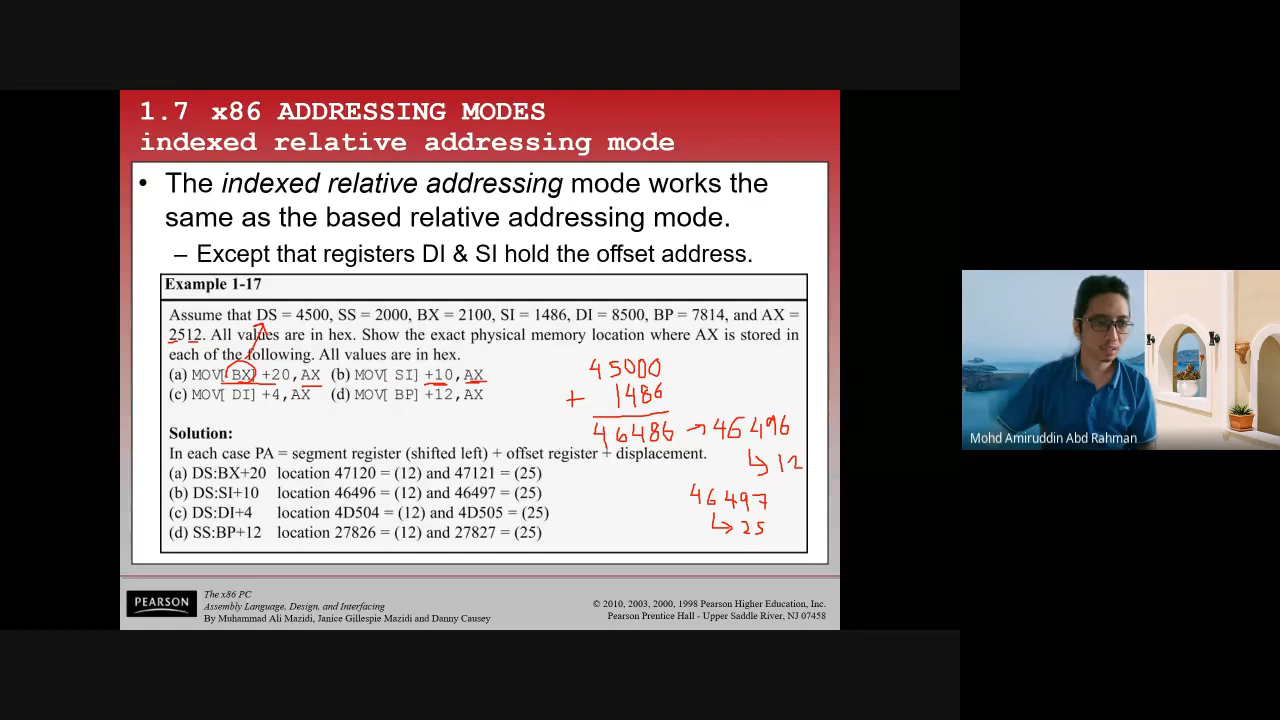 1.7 x86 ADDRESSING MODES
indexed relative addressing mode
• The indexed relative addressing mode works the
same as the based relative addressing mode.
– Except that registers DI & SI hold the offset address.
Example 1-17
Assume that DS = 4500, SS = 2000, BX = 2100, SI = 1486, DI = 8500, BP = 7814, and AX =
2512. All values are in hex. Show the exact physical memory location where AX is stored in
each of the following. All values are in hex.
(a) MOV[ BX] +20,AX (b) MOV[ SI] +10,AX
(c) MOV[ DI] +4,AX (d) MOV[ BP] +12,AX
45000
+ 1486
46486 → 46496
↳ 12
46497
↳ 25
Solution:
In each case PA = segment register (shifted left) + offset register + displacement.
(a) DS:BX+20 location 47120 = (12) and 47121 = (25)
(b) DS:SI+10 location 46496 = (12) and 46497 = (25)
(c) DS:DI+4 location 4D504 = (12) and 4D505 = (25)
(d) SS:BP+12 location 27826 = (12) and 27827 = (25)
PEARSON
The x86 PC
Assembly Language, Design, and Interfacing
By Muhammad Ali Mazidi, Janice Gillespie Mazidi and Danny Causey
© 2010, 2003, 2000, 1998 Pearson Higher Education, Inc.
Pearson Prentice Hall - Upper Saddle River, NJ 07458
Mohd Amiruddin Abd Rahman